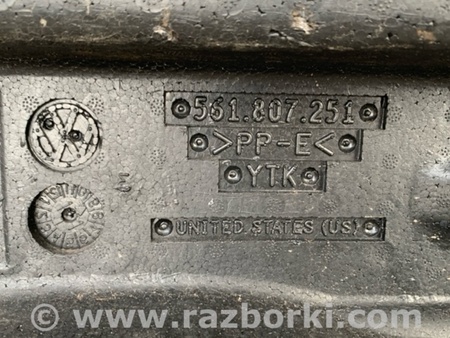 561.807.251
>PP-E<
YTK
UNITED STATES (US)
www.razborki.com